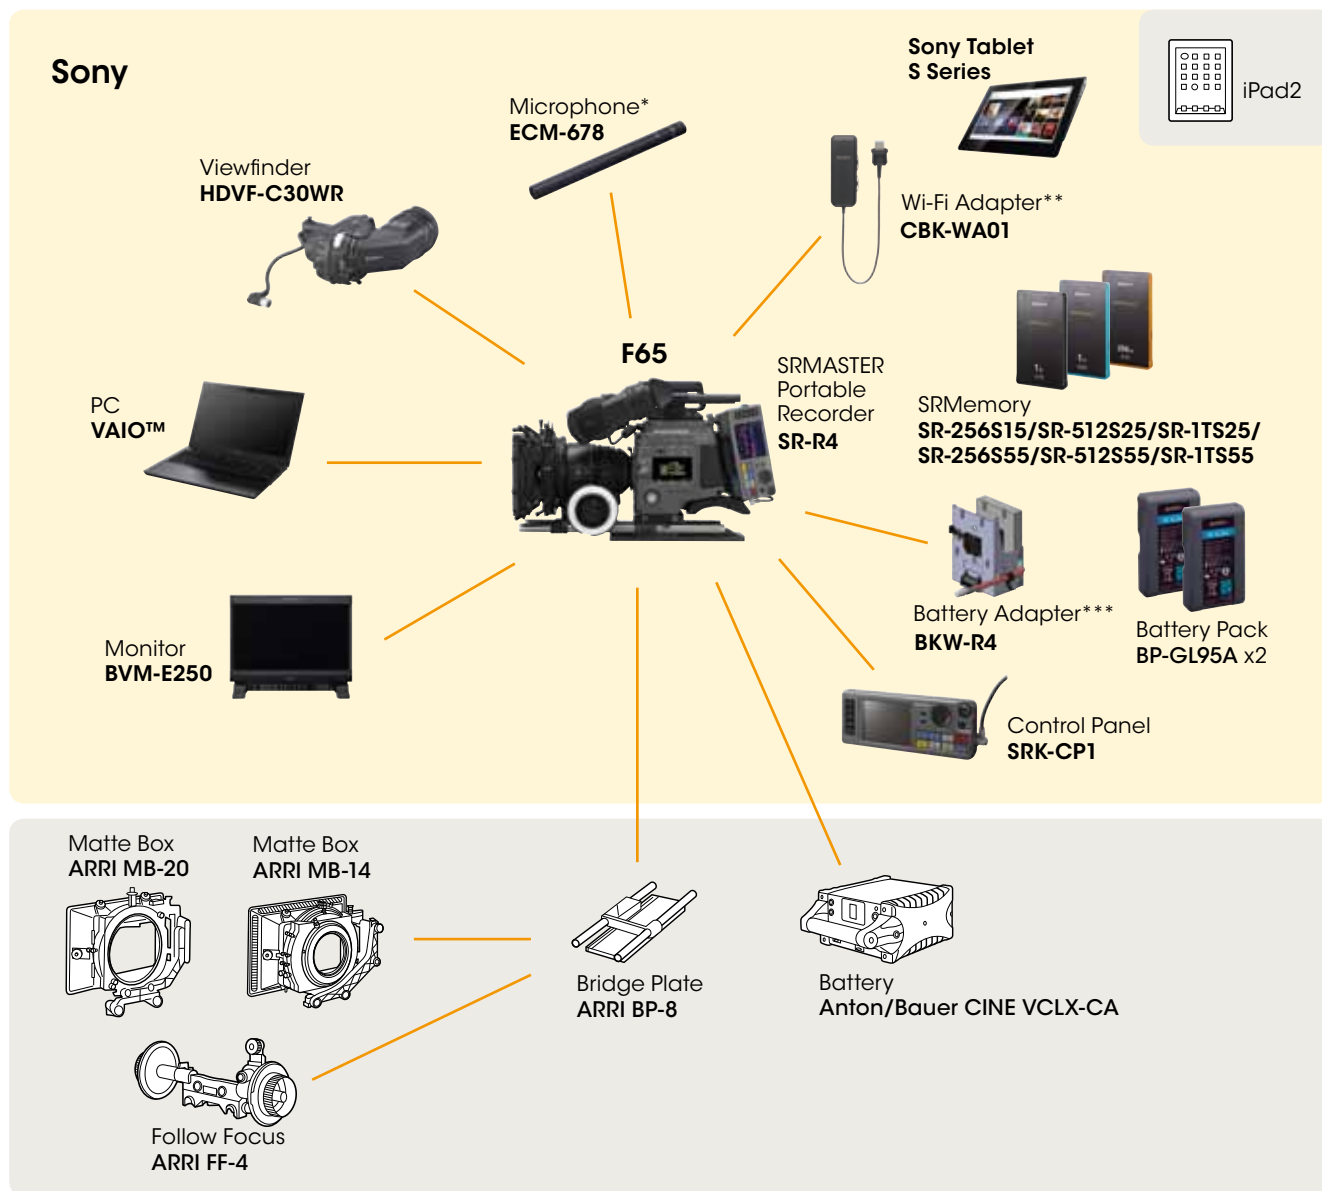 Sony
Sony Tablet
S Series
iPad2
Microphone*
ECM-678
Viewfinder
HDVF-C30WR
Wi-Fi Adapter**
CBK-WA01
F65
SRMASTER
Portable
Recorder
SR-R4
PC
VAIO™
SRMemory
SR-256S15/SR-512S25/SR-1TS25/
SR-256S55/SR-512S55/SR-1TS55
Battery Adapter***
BKW-R4
Battery Pack
BP-GL95A x2
Monitor
BVM-E250
Control Panel
SRK-CP1
Matte Box
ARRI MB-20
Matte Box
ARRI MB-14
Bridge Plate
ARRI BP-8
Battery
Anton/Bauer CINE VCLX-CA
Follow Focus
ARRI FF-4